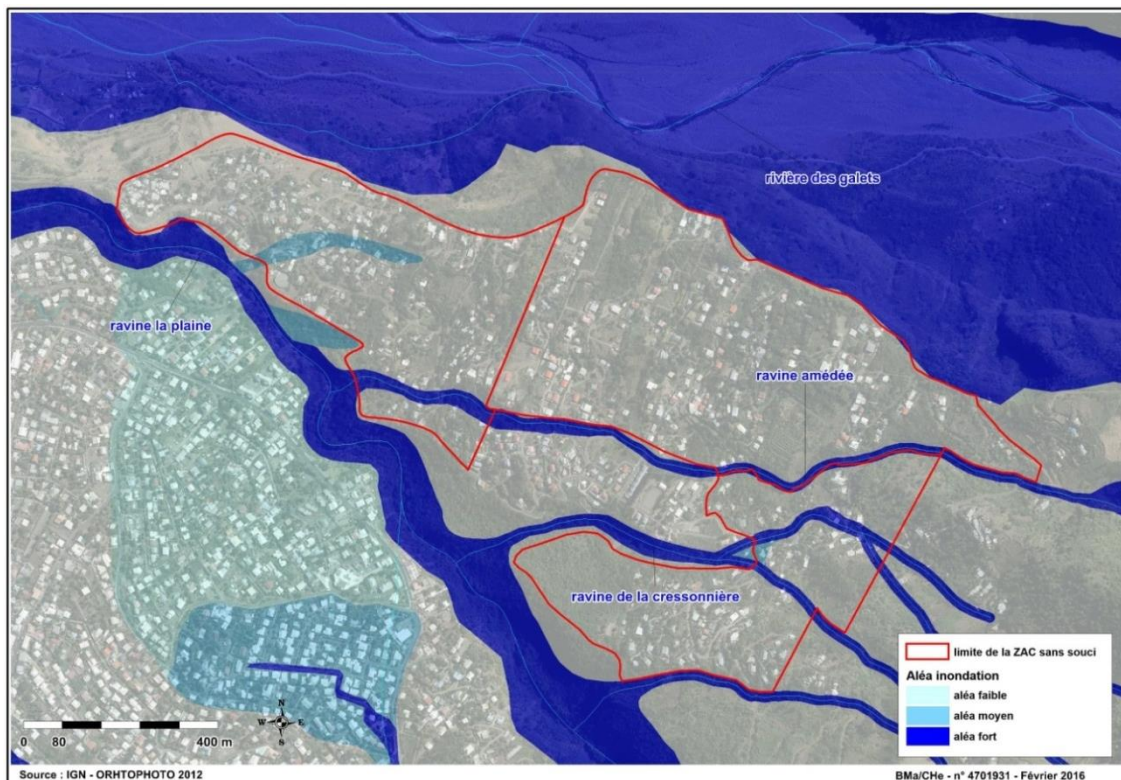 rivière des galets
ravine la plaine
ravine amédée
ravine de la cressonnière
N
W E
S
0 80 400 m
limite de la ZAC sans souci
Aléa inondation
aléa faible
aléa moyen
aléa fort
Source : IGN - ORHTOPHOTO 2012
BMa/CHe - n° 4701931 - Février 2016